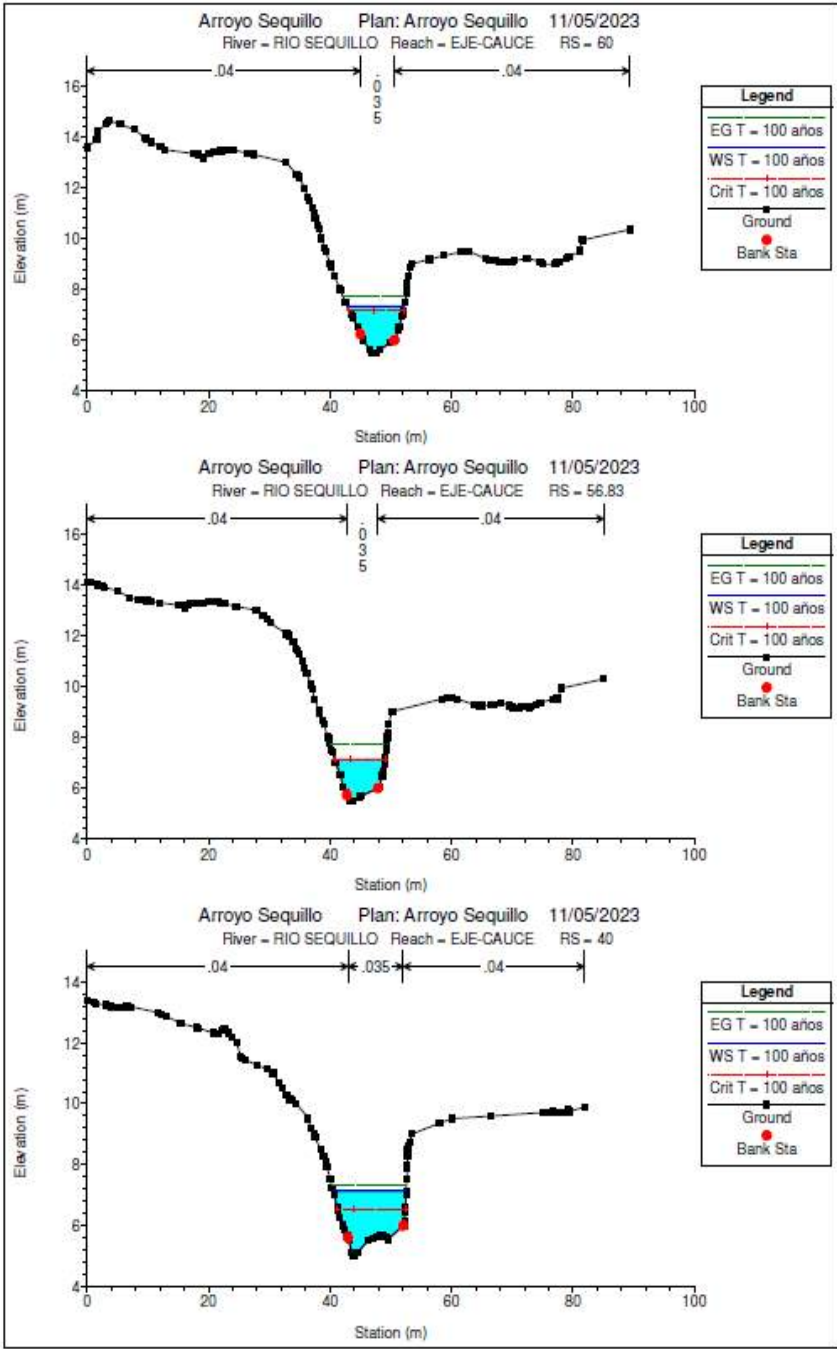 Arroyo Sequillo Plan: Arroyo Sequillo 11/05/2023
River = RIO SEQUILLO Reach = EJE-CAUCE RS = 60
.04 .035 .04
Elevation (m)
16
14
12
10
8
6
4
0 20 40 60 80 100
Station (m)
Legend
EG T = 100 años
WS T = 100 años
Crit T = 100 años
Ground
Bank Sta
Arroyo Sequillo Plan: Arroyo Sequillo 11/05/2023
River = RIO SEQUILLO Reach = EJE-CAUCE RS = 56.83
.04 .035 .04
Elevation (m)
16
14
12
10
8
6
4
0 20 40 60 80 100
Station (m)
Legend
EG T = 100 años
WS T = 100 años
Crit T = 100 años
Ground
Bank Sta
Arroyo Sequillo Plan: Arroyo Sequillo 11/05/2023
River = RIO SEQUILLO Reach = EJE-CAUCE RS = 40
.04 .035 .04
Elevation (m)
14
12
10
8
6
4
0 20 40 60 80 100
Station (m)
Legend
EG T = 100 años
WS T = 100 años
Crit T = 100 años
Ground
Bank Sta